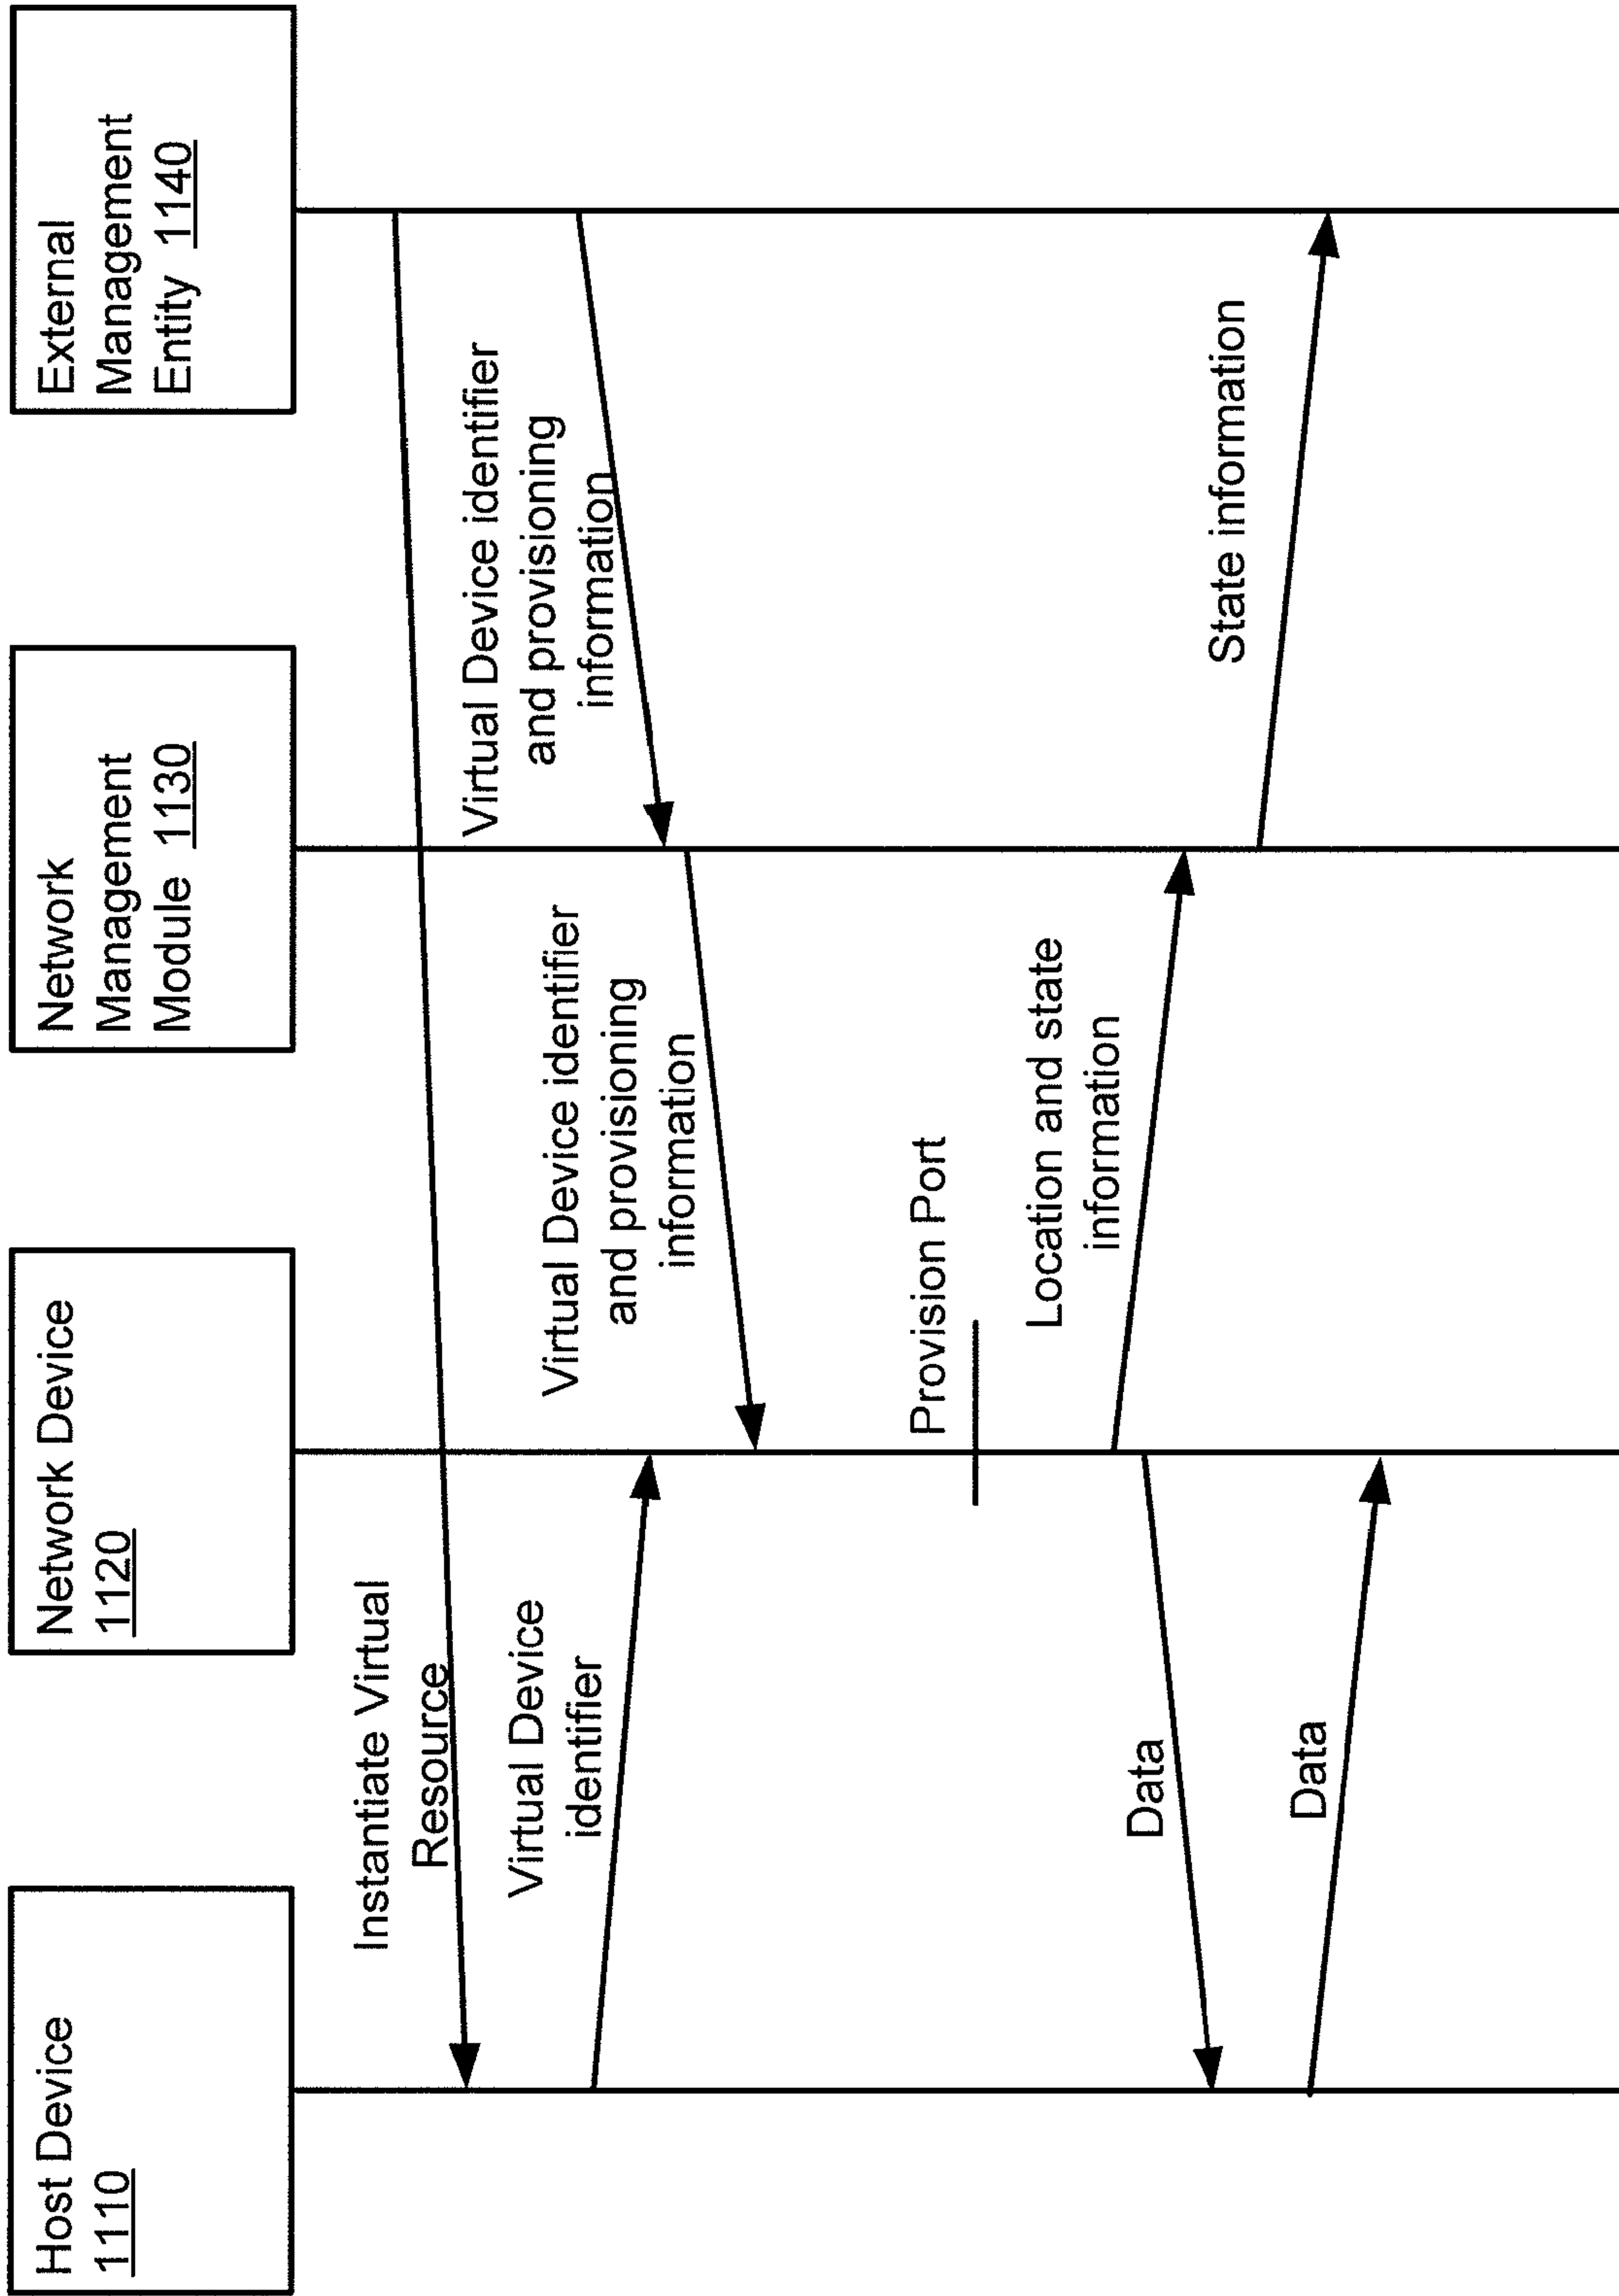 Host Device
1110
Network Device
1120
Network
Management
Module 1130
External
Management
Entity 1140
Instantiate Virtual
Resource
Virtual Device
identifier
Virtual Device identifier
and provisioning
information
Virtual Device identifier
and provisioning
information
Provision Port
Location and state
information
State information
Data
Data